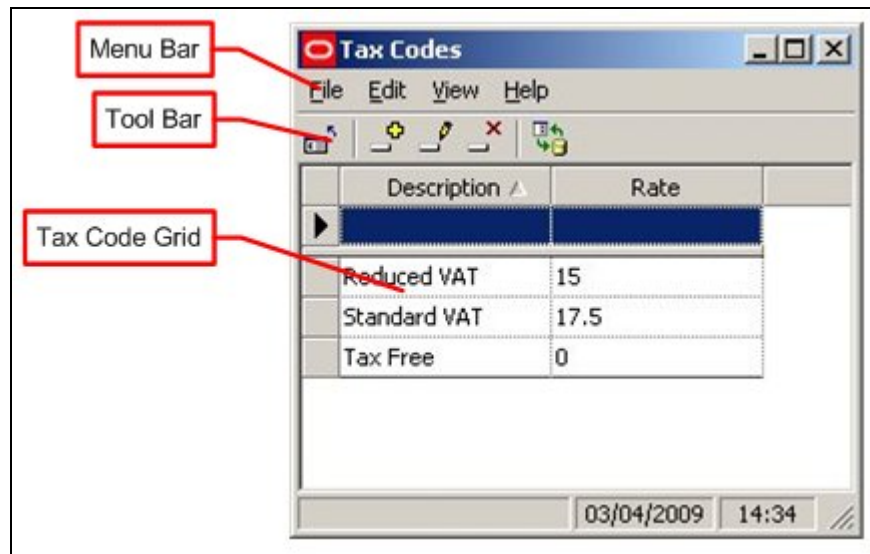 Menu Bar
Tax Codes
File Edit View Help
Tool Bar
Description Rate
Tax Code Grid
Reduced VAT 15
Standard VAT 17.5
Tax Free 0
03/04/2009 14:34